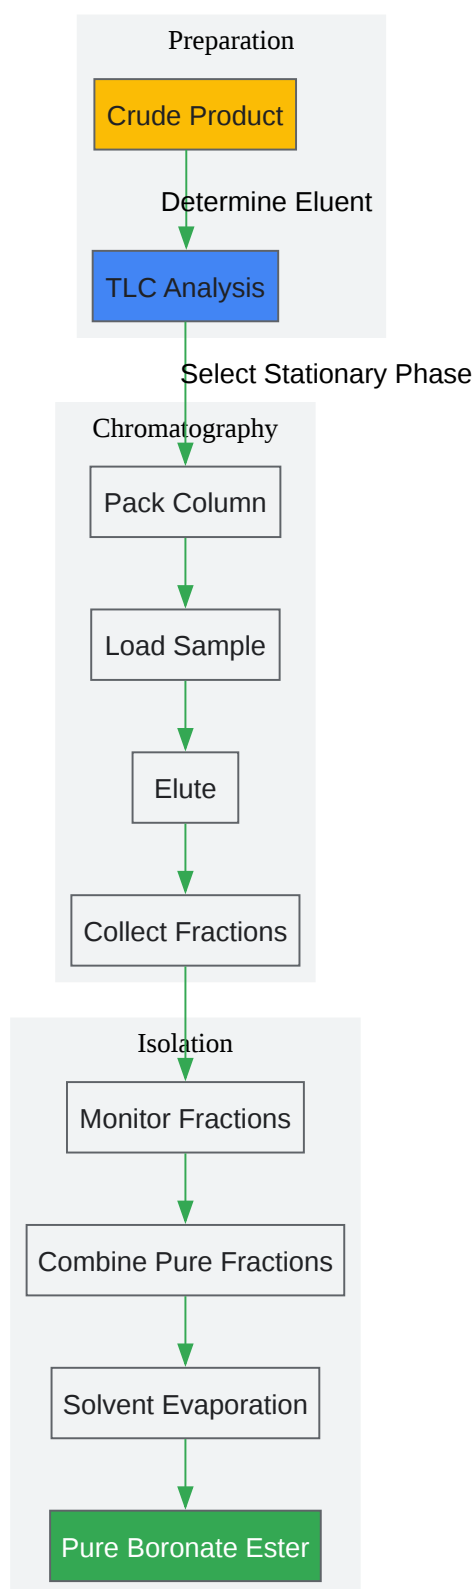 Preparation
Crude Product
Determine Eluent
TLC Analysis
Select Stationary Phase
Chromatography
Pack Column
Load Sample
Elute
Collect Fractions
Isolation
Monitor Fractions
Combine Pure Fractions
Solvent Evaporation
Pure Boronate Ester